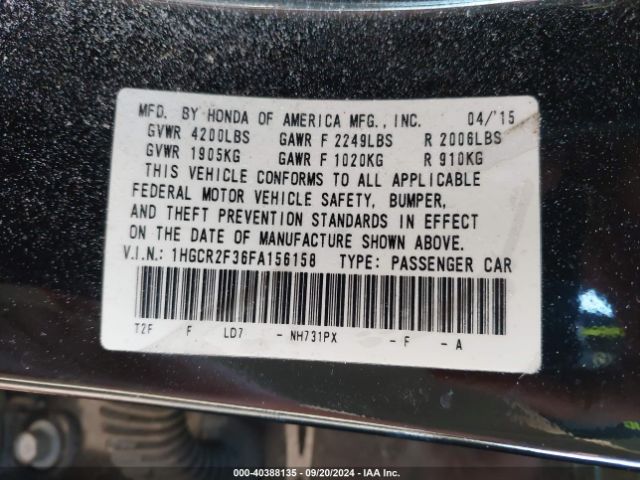 MFD. BY HONDA OF AMERICA MFG., INC. 04/'15
GVWR 4200LBS GAWR F 2249LBS R 2006LBS
GVWR 1905KG GAWR F 1020KG R 910KG
THIS VEHICLE CONFORMS TO ALL APPLICABLE
FEDERAL MOTOR VEHICLE SAFETY, BUMPER,
AND THEFT PREVENTION STANDARDS IN EFFECT
ON THE DATE OF MANUFACTURE SHOWN ABOVE.
V.I.N.: 1HGCR2F36FA156158 TYPE: PASSENGER CAR
T2F F LD7 - NH731PX - F - A
000-40388135 - 09/20/2024 - IAA Inc.